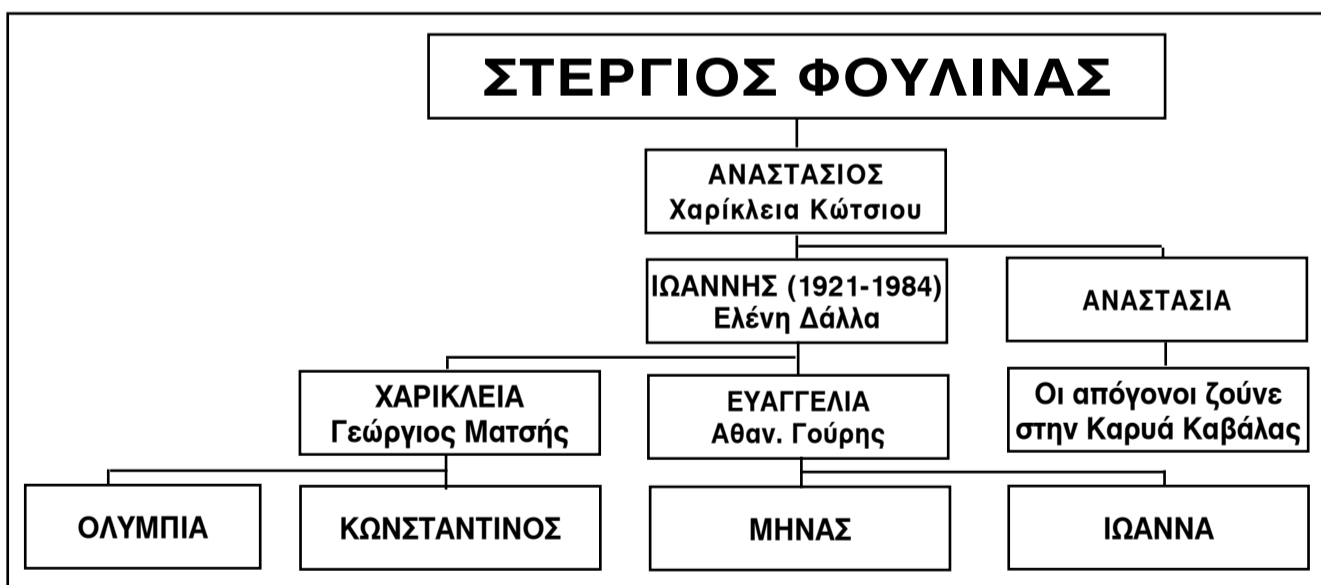 ΣΤΕΡΓΙΟΣ ΦΟΥΛΙΝΑΣ
ΑΝΑΣΤΑΣΙΟΣ
Χαρίκλεια Κώτσιου
ΙΩΑΝΝΗΣ (1921-1984)
Ελένη Δάλλα
ΑΝΑΣΤΑΣΙΑ
ΧΑΡΙΚΛΕΙΑ
Γεώργιος Ματσής
ΕΥΑΓΓΕΛΙΑ
Αθαν. Γούρης
Οι απόγονοι ζούνε
στην Καρυά Καβάλας
ΟΛΥΜΠΙΑ
ΚΩΝΣΤΑΝΤΙΝΟΣ
ΜΗΝΑΣ
ΙΩΑΝΝΑ